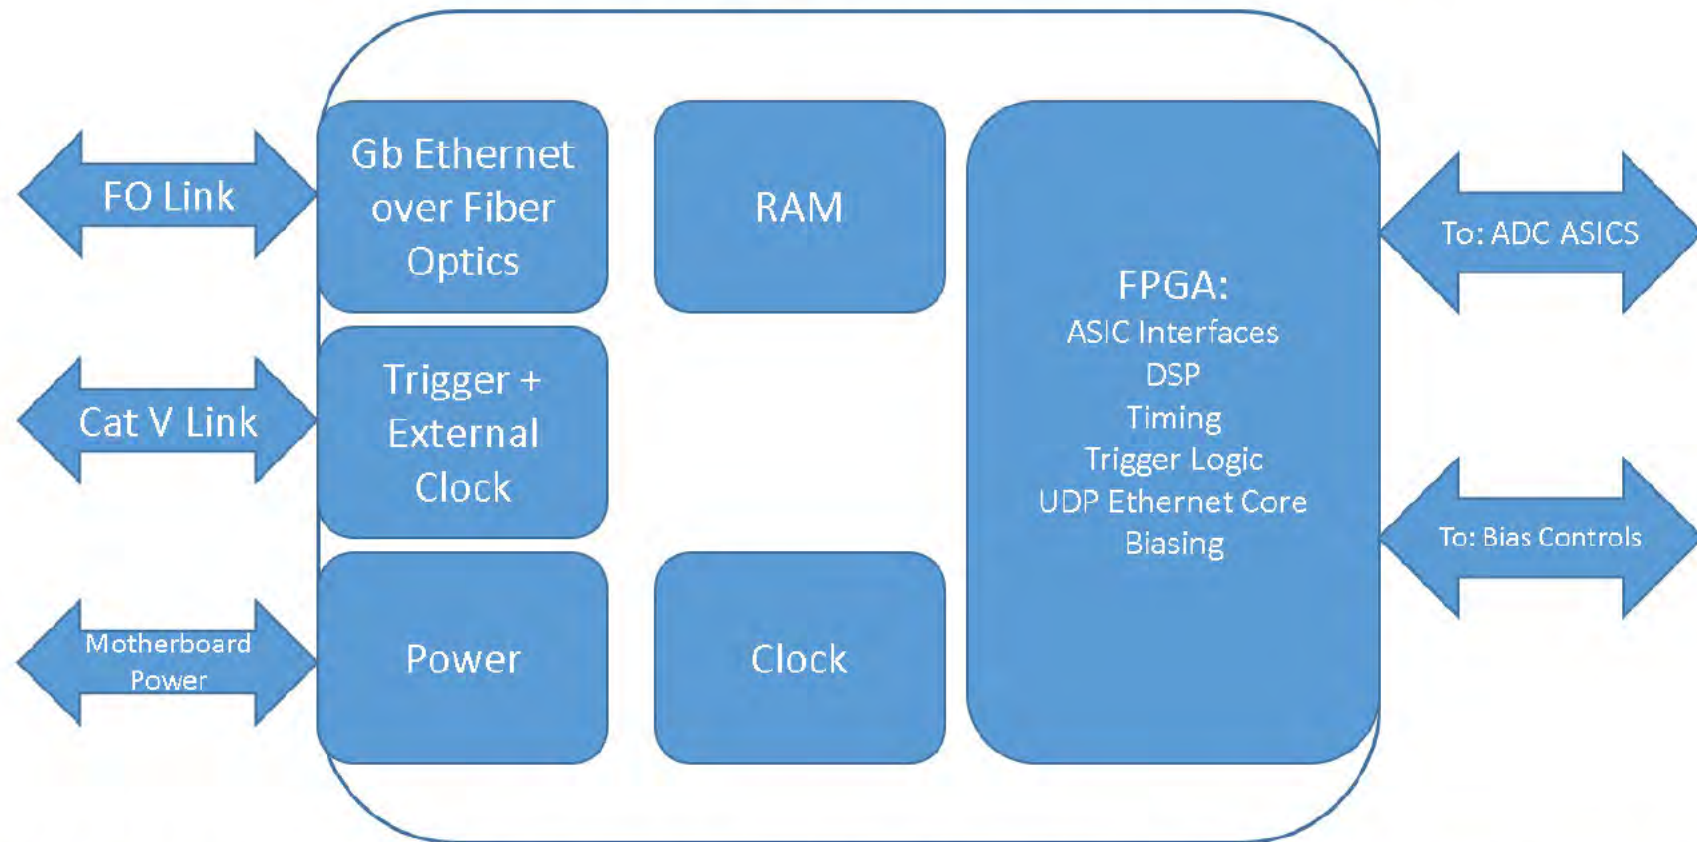 FO Link
Gb Ethernet
over Fiber
Optics
RAM
Cat V Link
Trigger +
External
Clock
Motherboard
Power
Power
Clock
FPGA:
ASIC Interfaces
DSP
Timing
Trigger Logic
UDP Ethernet Core
Biasing
To: ADC ASICS
To: Bias Controls